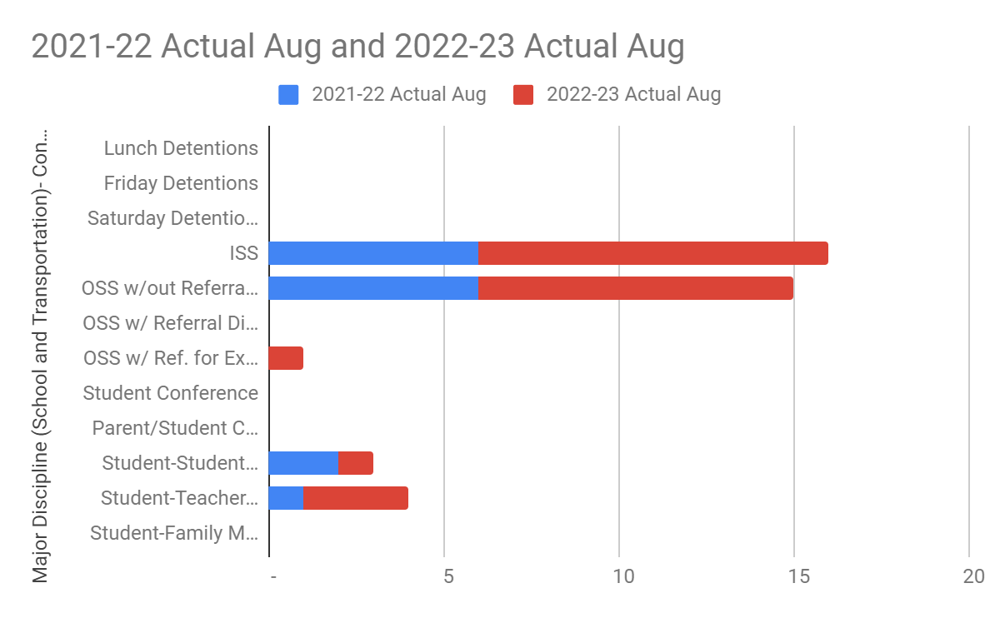 2021-22 Actual Aug and 2022-23 Actual Aug
2021-22 Actual Aug
2022-23 Actual Aug
Major Discipline (School and Transportation)- Con...
Lunch Detentions
Friday Detentions
Saturday Detentio...
ISS
OSS w/out Referra...
OSS w/ Referral Di...
OSS w/ Ref. for Ex...
Student Conference
Parent/Student C...
Student-Student...
Student-Teacher...
Student-Family M...
- 5 10 15 20